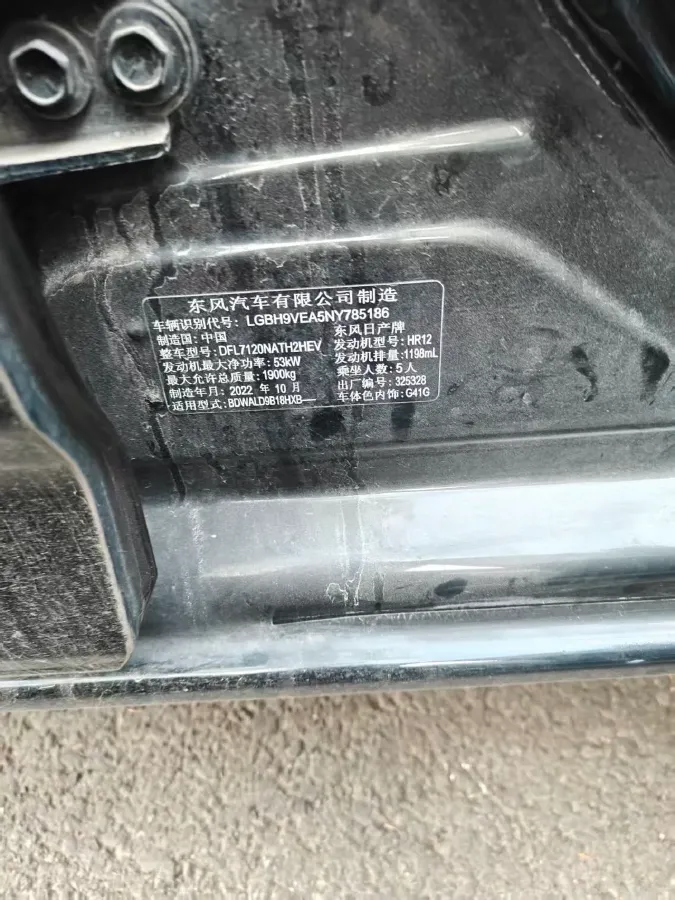 东风汽车有限公司制造
车辆识别代号: LGBH9VEA5NY785186
制造国: 中国 东风日产牌
整车型号: DFL7120NATH2HEV 发动机型号: HR12
发动机最大净功率: 53kW 发动机排量: 1198mL
最大允许总质量: 1900kg 乘坐人数: 5人
制造年月: 2022 年 10 月 出厂编号: 325328
适用型式: BDWALD9B18HXB— 车体色内饰: G41G